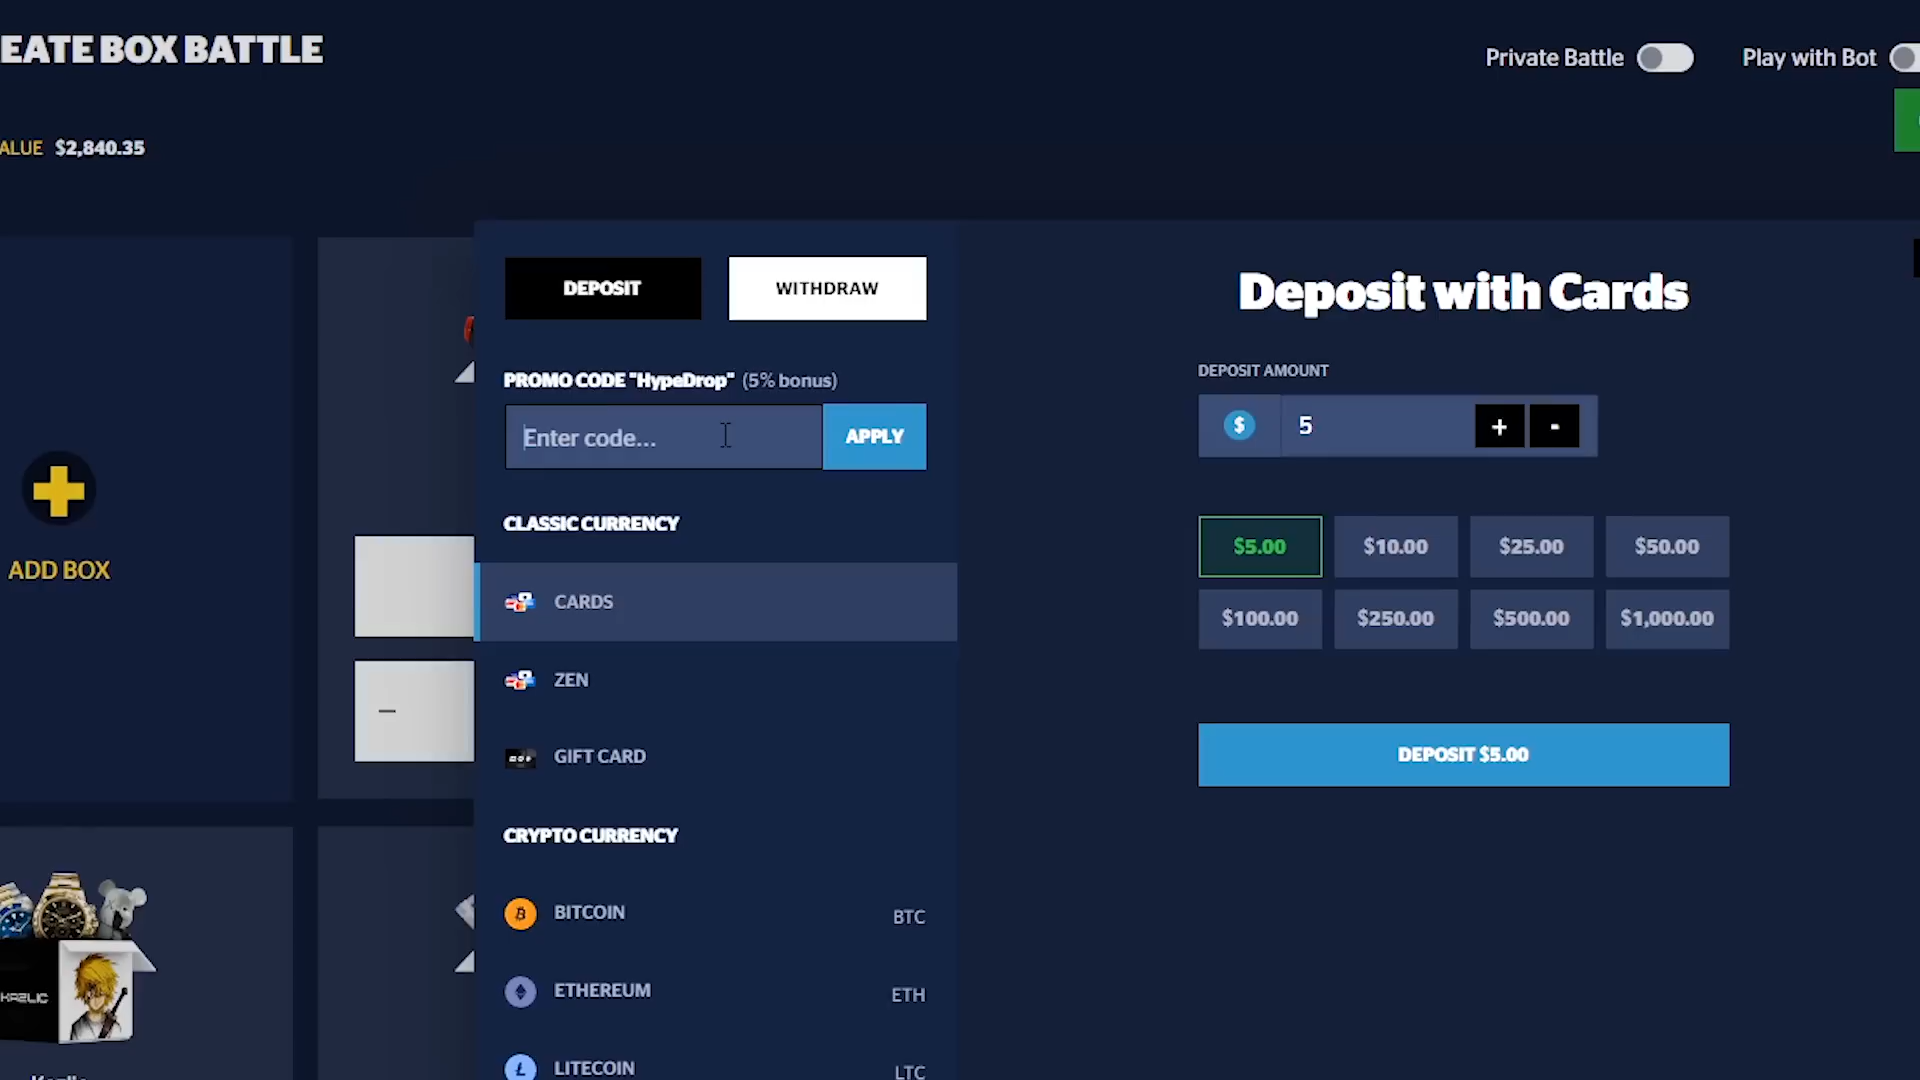 EATE BOX BATTLE
Private Battle
Play with Bot
ALUE $2,840.35
DEPOSIT
WITHDRAW
Deposit with Cards
PROMO CODE "HypeDrop" (5% bonus)
DEPOSIT AMOUNT
Enter code...
APPLY
$ 5 + -
CLASSIC CURRENCY
$5.00 $10.00 $25.00 $50.00
ADD BOX
CARDS
$100.00 $250.00 $500.00 $1,000.00
ZEN
GIFT CARD
DEPOSIT $5.00
CRYPTO CURRENCY
BITCOIN BTC
ETHEREUM ETH
KAELIC
LITECOIN LTC